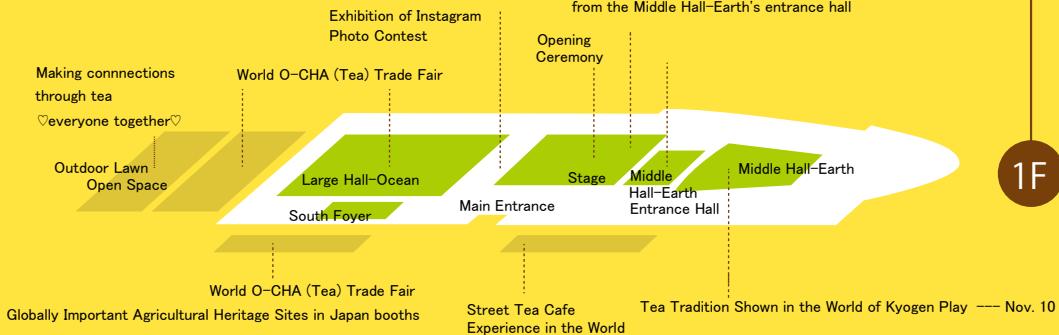 from the Middle Hall-Earth's entrance hall
Exhibition of Instagram
Photo Contest
Opening
Ceremony
Making connnections
through tea
♡everyone together♡
World O-CHA (Tea) Trade Fair
Outdoor Lawn
Open Space
Large Hall-Ocean
South Foyer
Main Entrance
Stage
Middle
Hall-Earth
Entrance Hall
Middle Hall-Earth
1F
World O-CHA (Tea) Trade Fair
Globally Important Agricultural Heritage Sites in Japan booths
Street Tea Cafe
Experience in the World
Tea Tradition Shown in the World of Kyogen Play --- Nov. 10